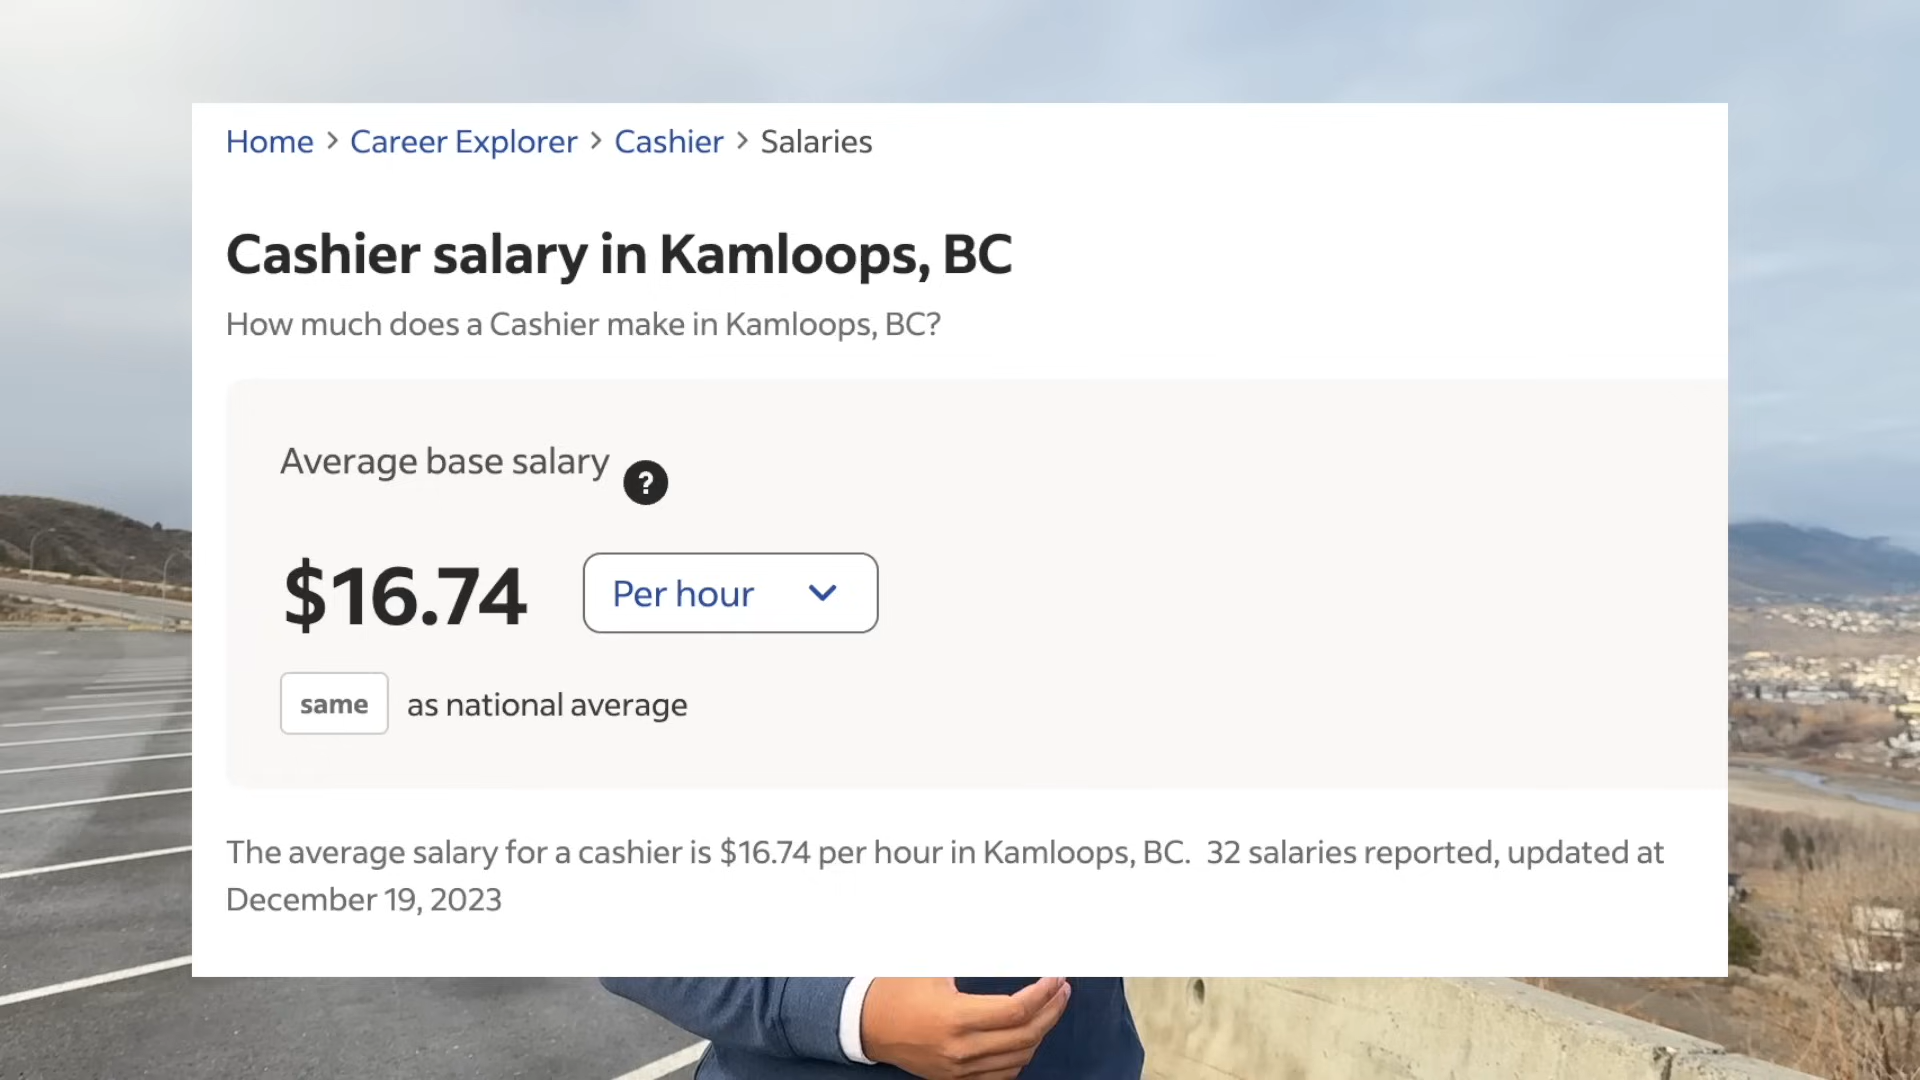 Home > Career Explorer > Cashier > Salaries
Cashier salary in Kamloops, BC
How much does a Cashier make in Kamloops, BC?
Average base salary ?
$16.74 Per hour
same as national average
The average salary for a cashier is $16.74 per hour in Kamloops, BC. 32 salaries reported, updated at
December 19, 2023